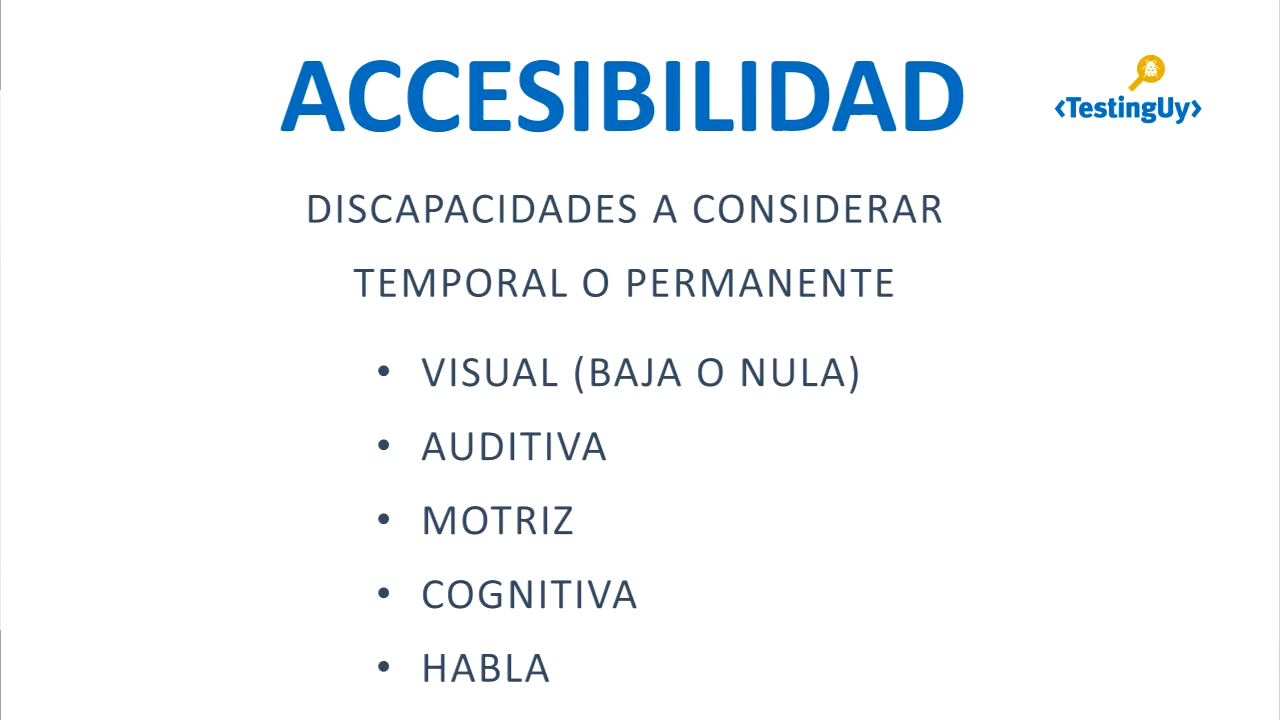 ACCESIBILIDAD
<TestingUy>
DISCAPACIDADES A CONSIDERAR
TEMPORAL O PERMANENTE
• VISUAL (BAJA O NULA)
• AUDITIVA
• MOTRIZ
• COGNITIVA
• HABLA